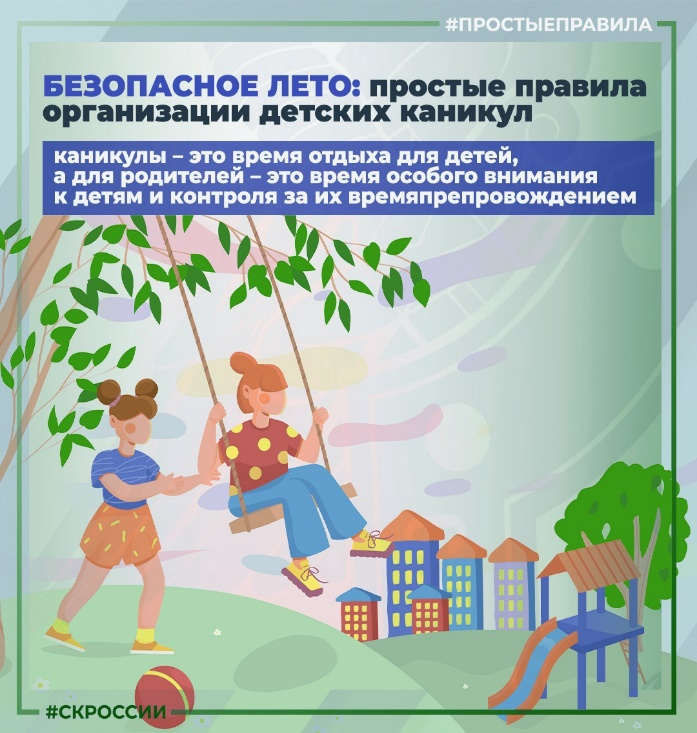 #ПРОСТЫЕПРАВИЛА
БЕЗОПАСНОЕ ЛЕТО: простые правила
организации детских каникул
каникулы – это время отдыха для детей,
а для родителей – это время особого внимания
к детям и контроля за их времяпрепровождением
#СКРОССИИ